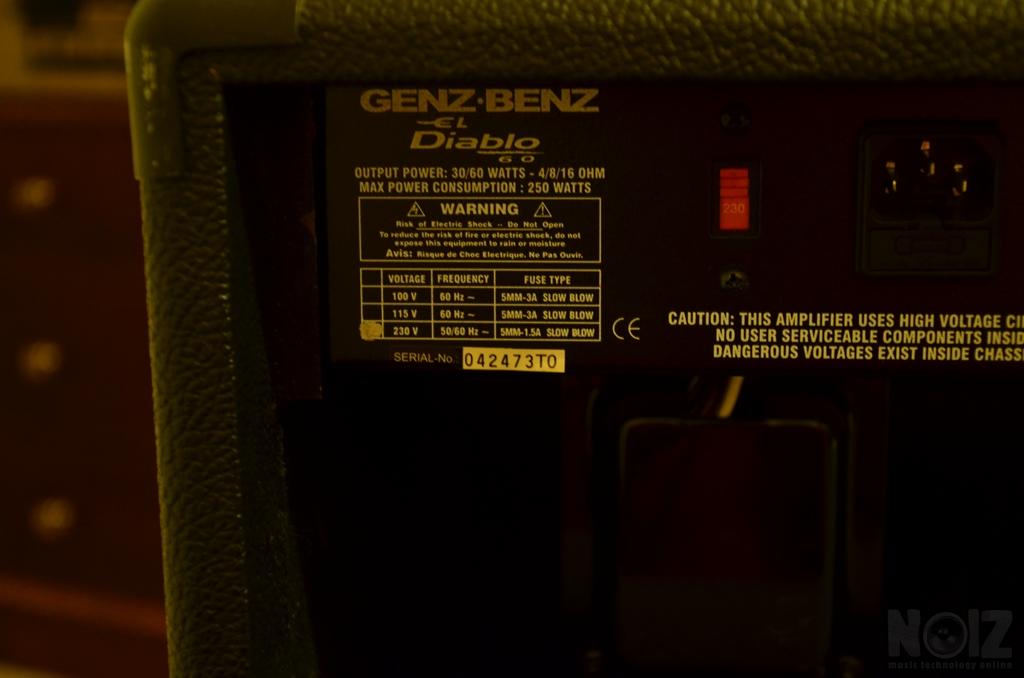 GENZ·BENZ
EL
Diablo
60
OUTPUT POWER: 30/60 WATTS - 4/8/16 OHM
MAX POWER CONSUMPTION : 250 WATTS
WARNING
Risk of Electric Shock -- Do Not Open
To reduce the risk of fire or electric shock, do not
expose this equipment to rain or moisture
Avis: Risque de Choc Electrique. Ne Pas Ouvrir.
VOLTAGE FREQUENCY FUSE TYPE
100 V 60 Hz ~ 5MM-3A SLOW BLOW
115 V 60 Hz ~ 5MM-3A SLOW BLOW
230 V 50/60 Hz ~ 5MM-1.5A SLOW BLOW
CE
SERIAL-No. 042473TO
230
CAUTION: THIS AMPLIFIER USES HIGH VOLTAGE CI
NO USER SERVICEABLE COMPONENTS INSID
DANGEROUS VOLTAGES EXIST INSIDE CHASS
NOIZ
music technology online